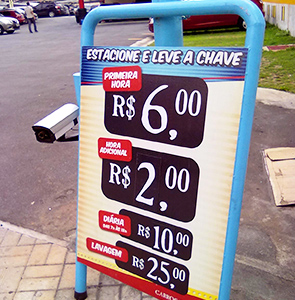 ESTACIONE E LEVE A CHAVE
PRIMEIRA
HORA
R$ 6,00
HORA
ADICIONAL
R$ 2,00
DIÁRIA
R$ 10,00
LAVAGEM
R$ 25,00